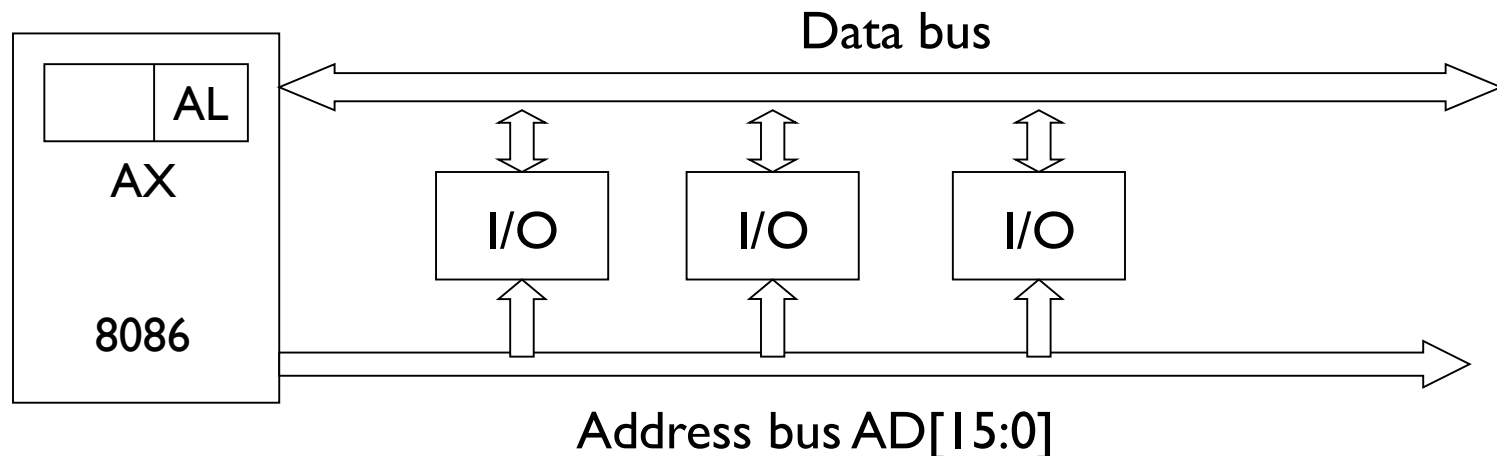 Data bus
AL
AX
I/O
I/O
I/O
8086
Address bus AD[15:0]